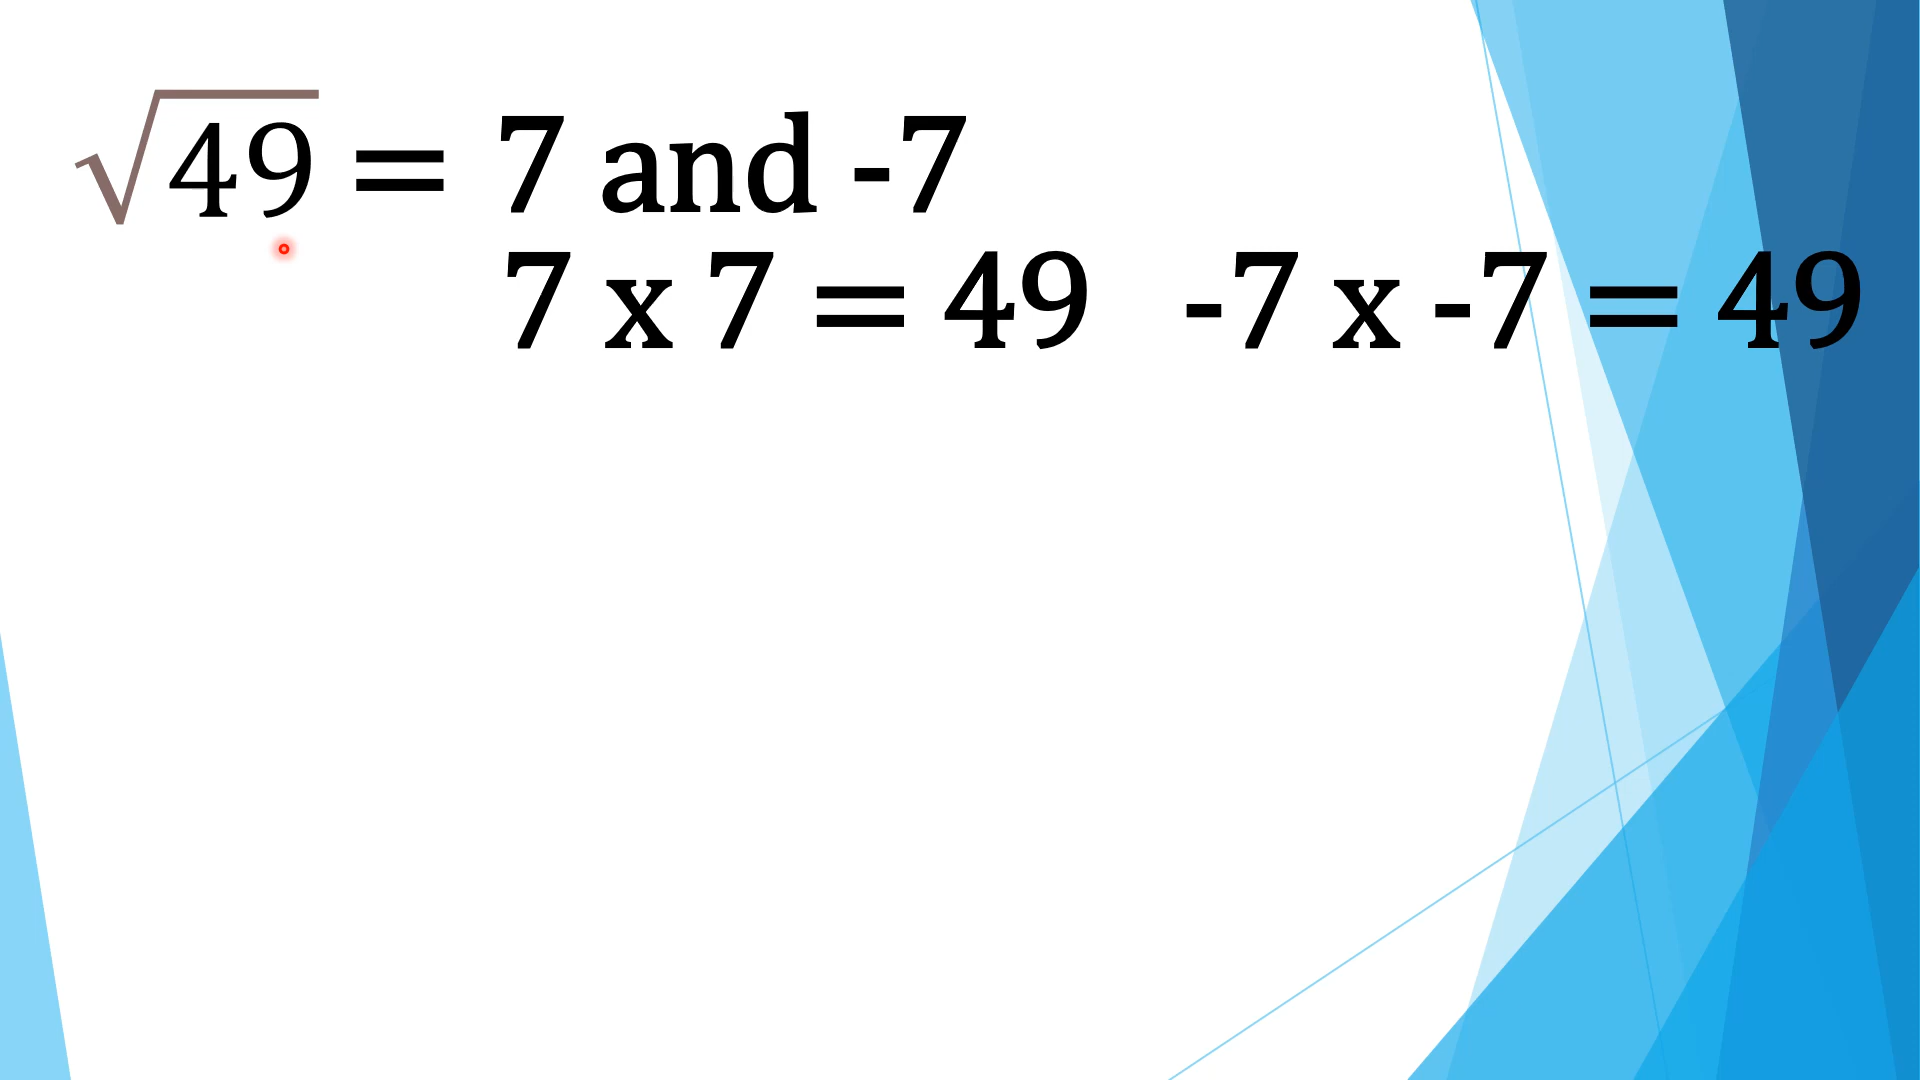 √49 = 7 and -7
7 x 7 = 49 -7 x -7 = 49